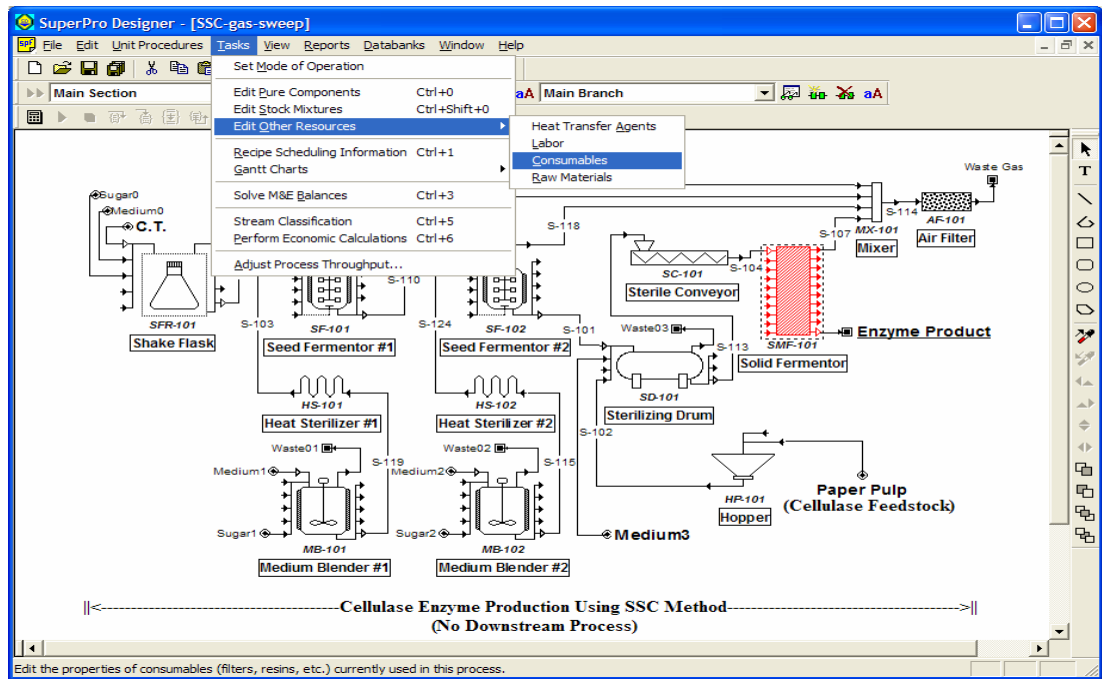 SuperPro Designer - [SSC-gas-sweep]
File Edit Unit Procedures Tasks View Reports Databanks Window Help
Set Mode of Operation
Main Section
aA Main Branch
aA
Edit Pure Components Ctrl+0
Edit Stock Mixtures Ctrl+Shift+0
Edit Other Resources
Heat Transfer Agents
Labor
Consumables
Raw Materials
Recipe Scheduling Information Ctrl+1
Gantt Charts
Solve M&E Balances Ctrl+3
Stream Classification Ctrl+5
Perform Economic Calculations Ctrl+6
Adjust Process Throughput...
T
Waste Gas
Sugar0
Medium0
C.T.
S-118
S-114
AF-101
Air Filter
S-107
MX-101
Mixer
S-110
SC-101
S-104
Sterile Conveyor
SFR-101
Shake Flask
S-103
SF-101
Seed Fermentor #1
S-124
SF-102
Seed Fermentor #2
S-101
Waste03
S-113
SMF-101
Solid Fermentor
Enzyme Product
SD-101
Sterilizing Drum
S-102
HS-101
Heat Sterilizer #1
HS-102
Heat Sterilizer #2
Waste01
S-119
Waste02
S-115
Medium1
Medium2
Sugar1
Sugar2
MB-101
Medium Blender #1
MB-102
Medium Blender #2
HP-101
Hopper
Paper Pulp
(Cellulase Feedstock)
Medium3
||<----------------------------------------Cellulase Enzyme Production Using SSC Method---------------------------------------->||
(No Downstream Process)
Edit the properties of consumables (filters, resins, etc.) currently used in this process.